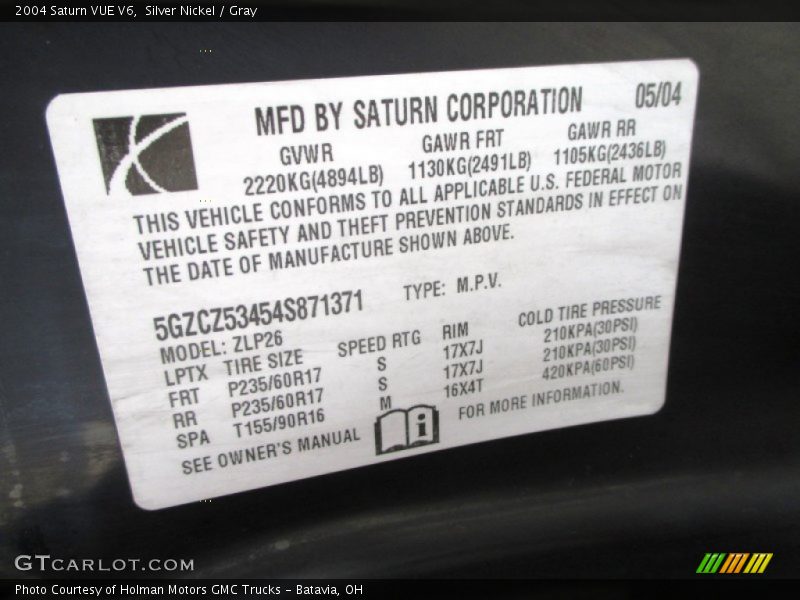 2004 Saturn VUE V6, Silver Nickel / Gray
MFD BY SATURN CORPORATION 05/04
GVWR GAWR FRT GAWR RR
2220KG(4894LB) 1130KG(2491LB) 1105KG(2436LB)
THIS VEHICLE CONFORMS TO ALL APPLICABLE U.S. FEDERAL MOTOR
VEHICLE SAFETY AND THEFT PREVENTION STANDARDS IN EFFECT ON
THE DATE OF MANUFACTURE SHOWN ABOVE.
5GZCZ53454S871371 TYPE: M.P.V.
MODEL: ZLP26
LPTX TIRE SIZE SPEED RTG RIM COLD TIRE PRESSURE
FRT P235/60R17 S 17X7J 210KPA(30PSI)
RR P235/60R17 S 17X7J 210KPA(30PSI)
SPA T155/90R16 M 16X4T 420KPA(60PSI)
SEE OWNER'S MANUAL i FOR MORE INFORMATION.
GTCARLOT.COM
Photo Courtesy of Holman Motors GMC Trucks - Batavia, OH